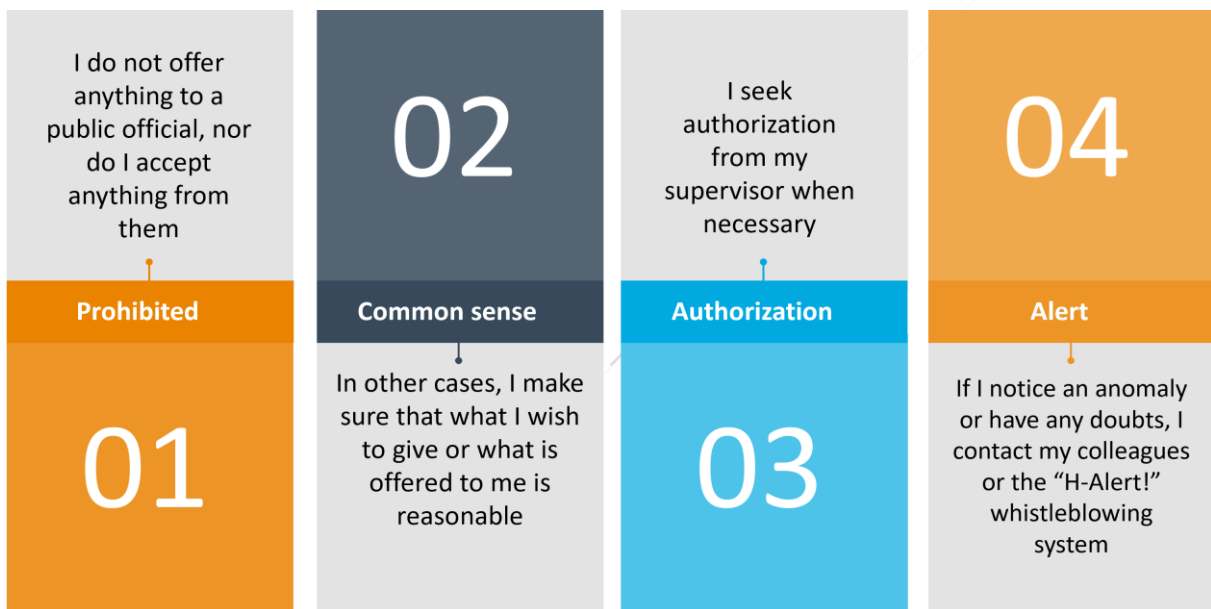 I do not offer
anything to a
public official, nor
do I accept
anything from
them
Prohibited
01
02
Common sense
In other cases, I make
sure that what I wish
to give or what is
offered to me is
reasonable
I seek
authorization
from my
supervisor when
necessary
Authorization
03
04
Alert
If I notice an anomaly
or have any doubts, I
contact my colleagues
or the “H-Alert!”
whistleblowing
system